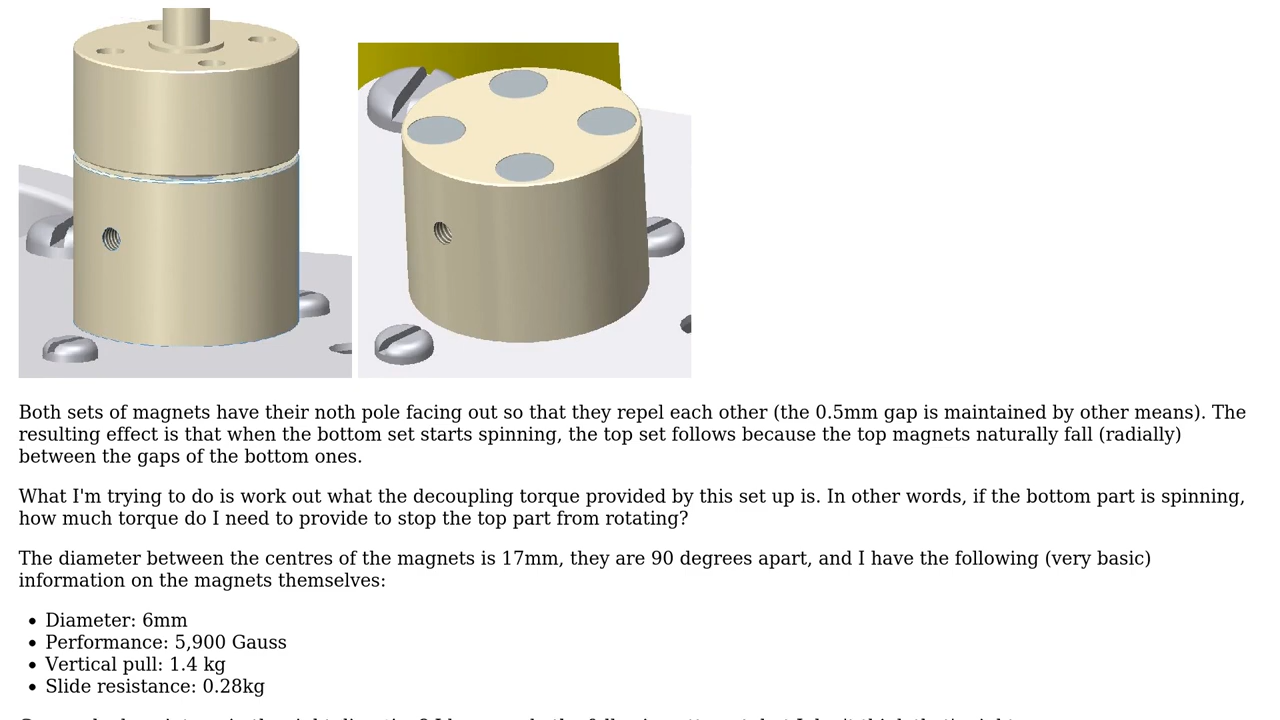 Both sets of magnets have their noth pole facing out so that they repel each other (the 0.5mm gap is maintained by other means). The
resulting effect is that when the bottom set starts spinning, the top set follows because the top magnets naturally fall (radially)
between the gaps of the bottom ones.
What I'm trying to do is work out what the decoupling torque provided by this set up is. In other words, if the bottom part is spinning,
how much torque do I need to provide to stop the top part from rotating?
The diameter between the centres of the magnets is 17mm, they are 90 degrees apart, and I have the following (very basic)
information on the magnets themselves:
• Diameter: 6mm
• Performance: 5,900 Gauss
• Vertical pull: 1.4 kg
• Slide resistance: 0.28kg